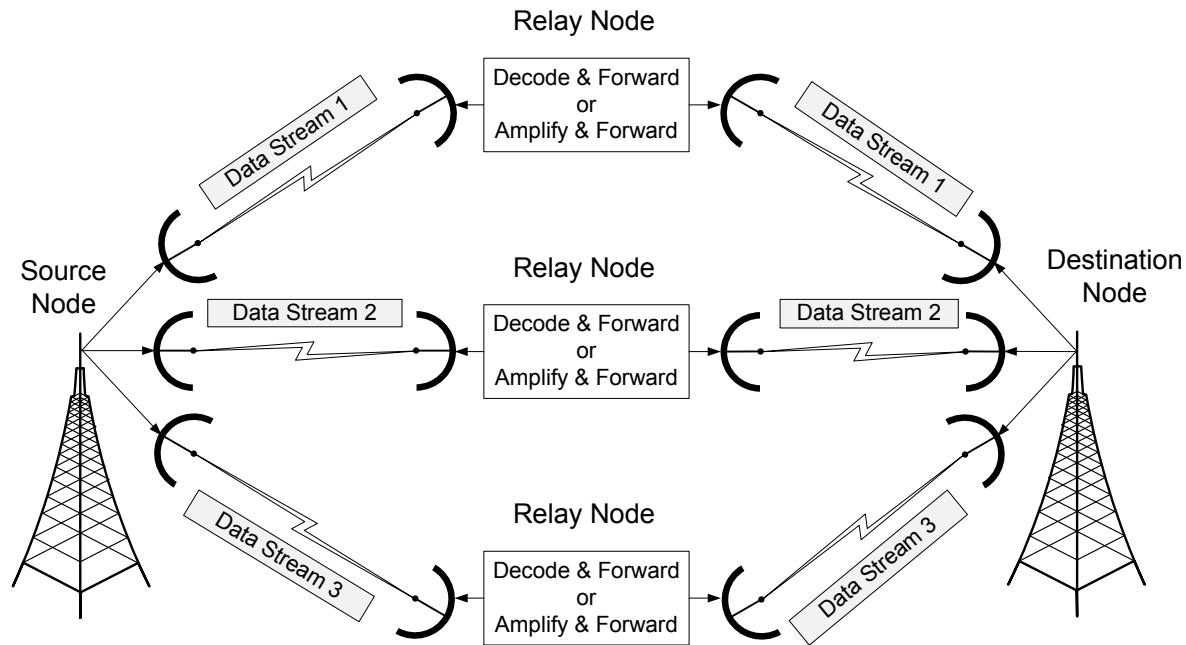 Relay Node
Decode & Forward
or
Amplify & Forward
Data Stream 1
Data Stream 1
Source
Node
Relay Node
Destination
Node
Data Stream 2
Decode & Forward
or
Amplify & Forward
Data Stream 2
Relay Node
Data Stream 3
Decode & Forward
or
Amplify & Forward
Data Stream 3